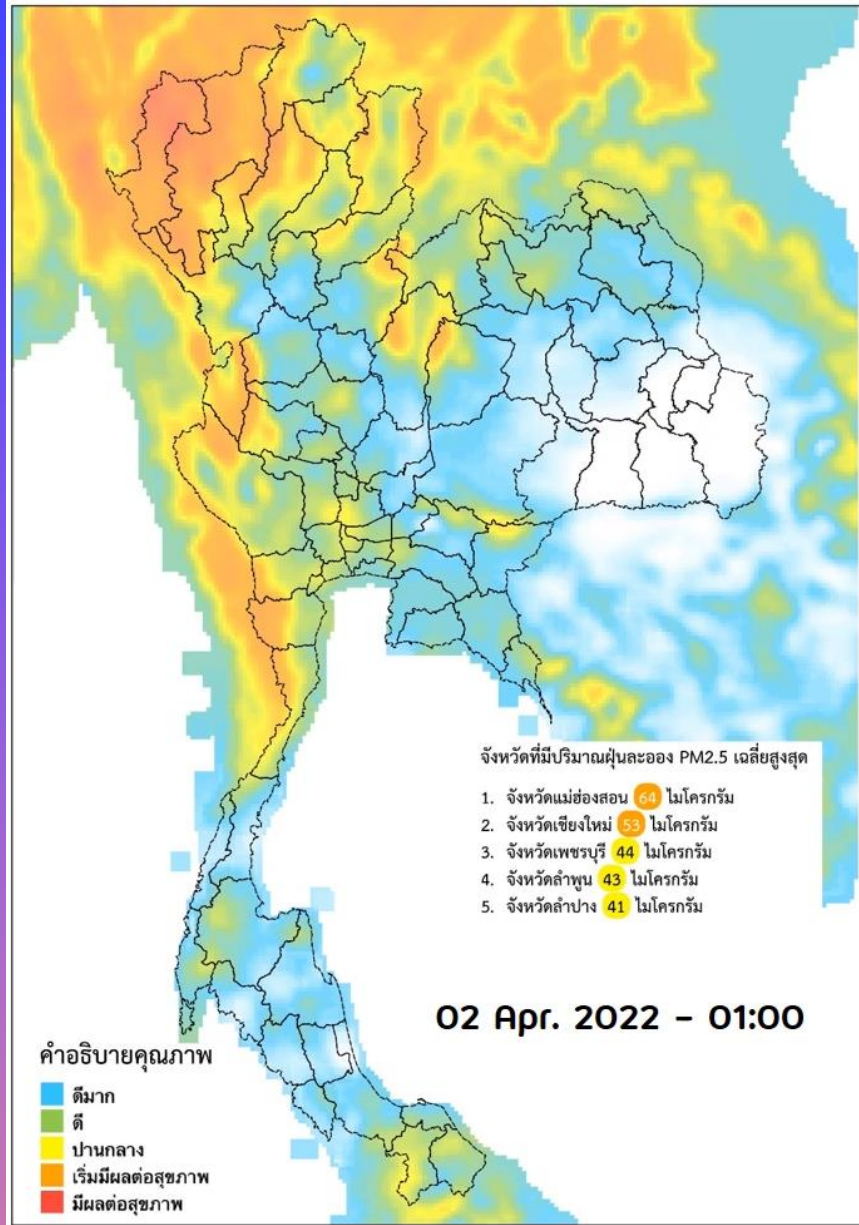 จังหวัดที่มีปริมาณฝุ่นละออง PM2.5 เฉลี่ยสูงสุด
1. จังหวัดแม่ฮ่องสอน 64 ไมโครกรัม
2. จังหวัดเชียงใหม่ 53 ไมโครกรัม
3. จังหวัดเพชรบุรี 44 ไมโครกรัม
4. จังหวัดลำพูน 43 ไมโครกรัม
5. จังหวัดลำปาง 41 ไมโครกรัม
02 Apr. 2022 – 01:00
คำอธิบายคุณภาพ
ดีมาก
ดี
ปานกลาง
เริ่มมีผลต่อสุขภาพ
มีผลต่อสุขภาพ